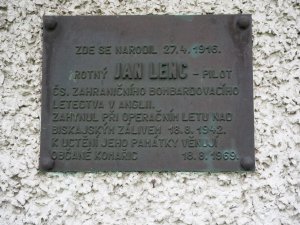 ZDE SE NARODIL 27.4.1916.
ROTNÝ JAN LENC – PILOT
ČS. ZAHRANIČNÍHO BOMBARDOVACÍHO
LETECTVA V ANGLII.
ZAHYNUL PŘI OPERAČNÍM LETU NAD
BISKAJSKÝM ZÁLIVEM 18.8.1942.
K UCTĚNÍ JEHO PAMÁTKY VĚNUJÍ
OBČANÉ KOMAŘIC 18.8.1969.